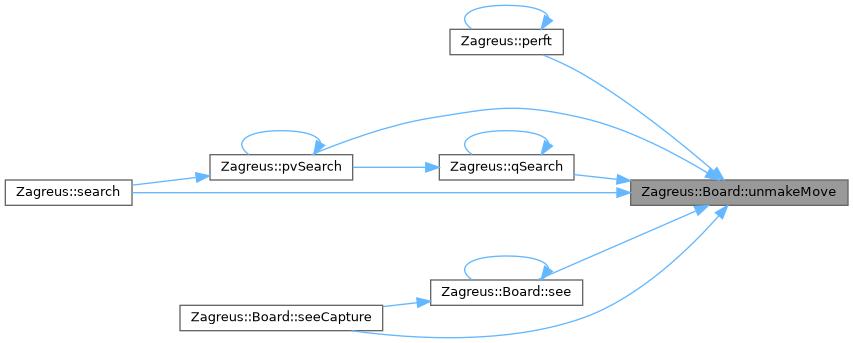 Zagreus::perft
Zagreus::pvSearch
Zagreus::qSearch
Zagreus::search
Zagreus::Board::unmakeMove
Zagreus::Board::see
Zagreus::Board::seeCapture